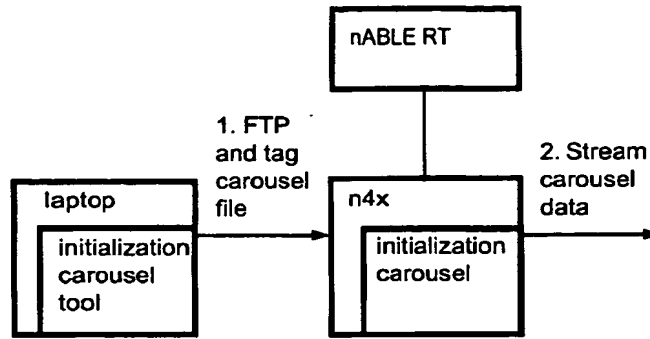 nABLE RT
1. FTP
and tag
carousel
file
2. Stream
carousel
data
laptop
initialization
carousel
tool
n4x
initialization
carousel